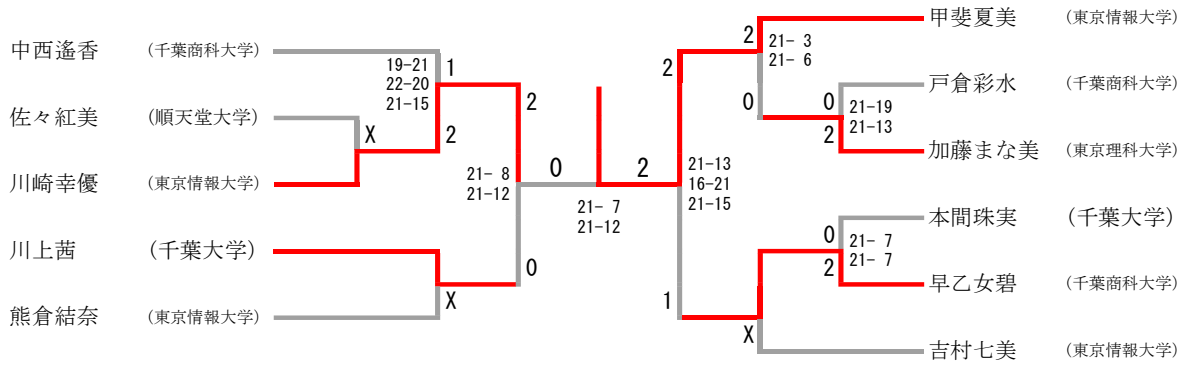 中西遙香 (千葉商科大学)
佐々紅美 (順天堂大学)
川崎幸優 (東京情報大学)
川上茜 (千葉大学)
熊倉結奈 (東京情報大学)
19-21
22-20
21-15
1
X
2
2
X
21- 8
21-12
0
0
2
21- 7
21-12
2
1
21-13
16-21
21-15
2
0
21- 3
21- 6
0
2
21-19
21-13
0
2
21- 7
21- 7
X
甲斐夏美 (東京情報大学)
戸倉彩水 (千葉商科大学)
加藤まな美 (東京理科大学)
本間珠実 (千葉大学)
早乙女碧 (千葉商科大学)
吉村七美 (東京情報大学)